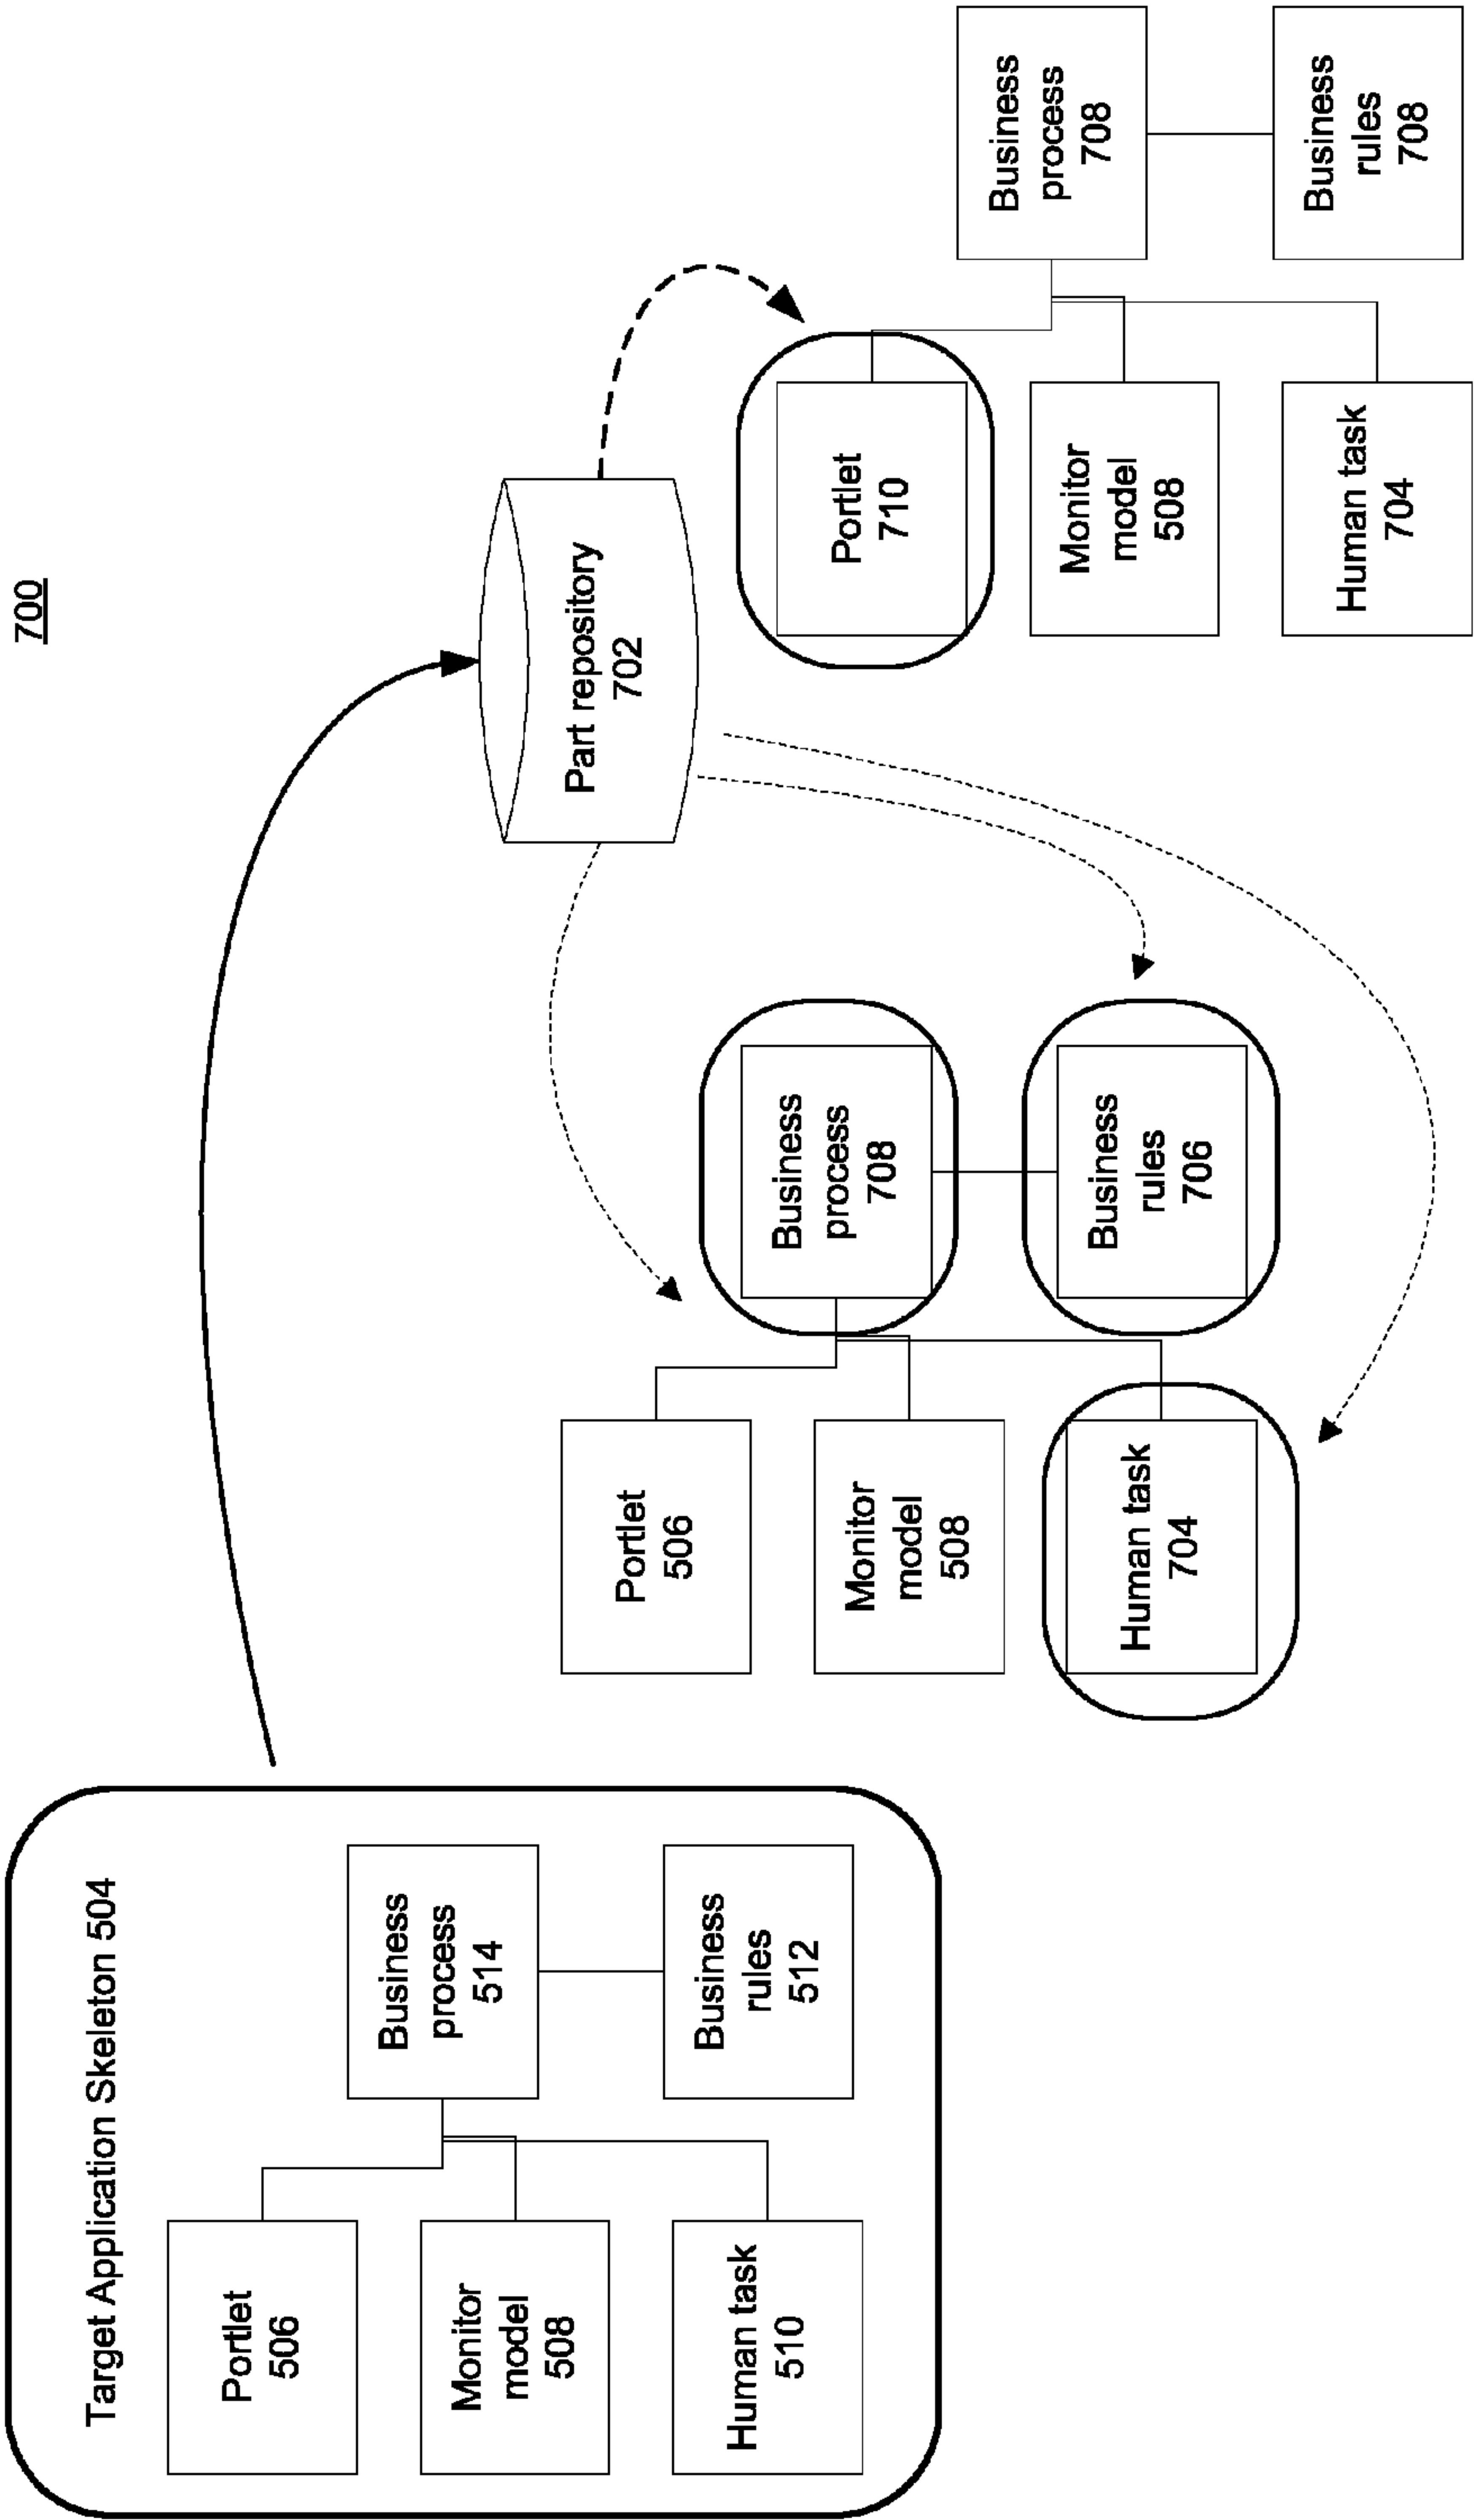 700
Target Application Skeleton 504
Portlet
506
Business
process
514
Monitor
model
508
Business
rules
512
Human task
510
Part repository
702
Portlet
506
Business
process
708
Monitor
model
508
Business
rules
706
Human task
704
Portlet
710
Business
process
708
Monitor
model
508
Business
rules
708
Human task
704